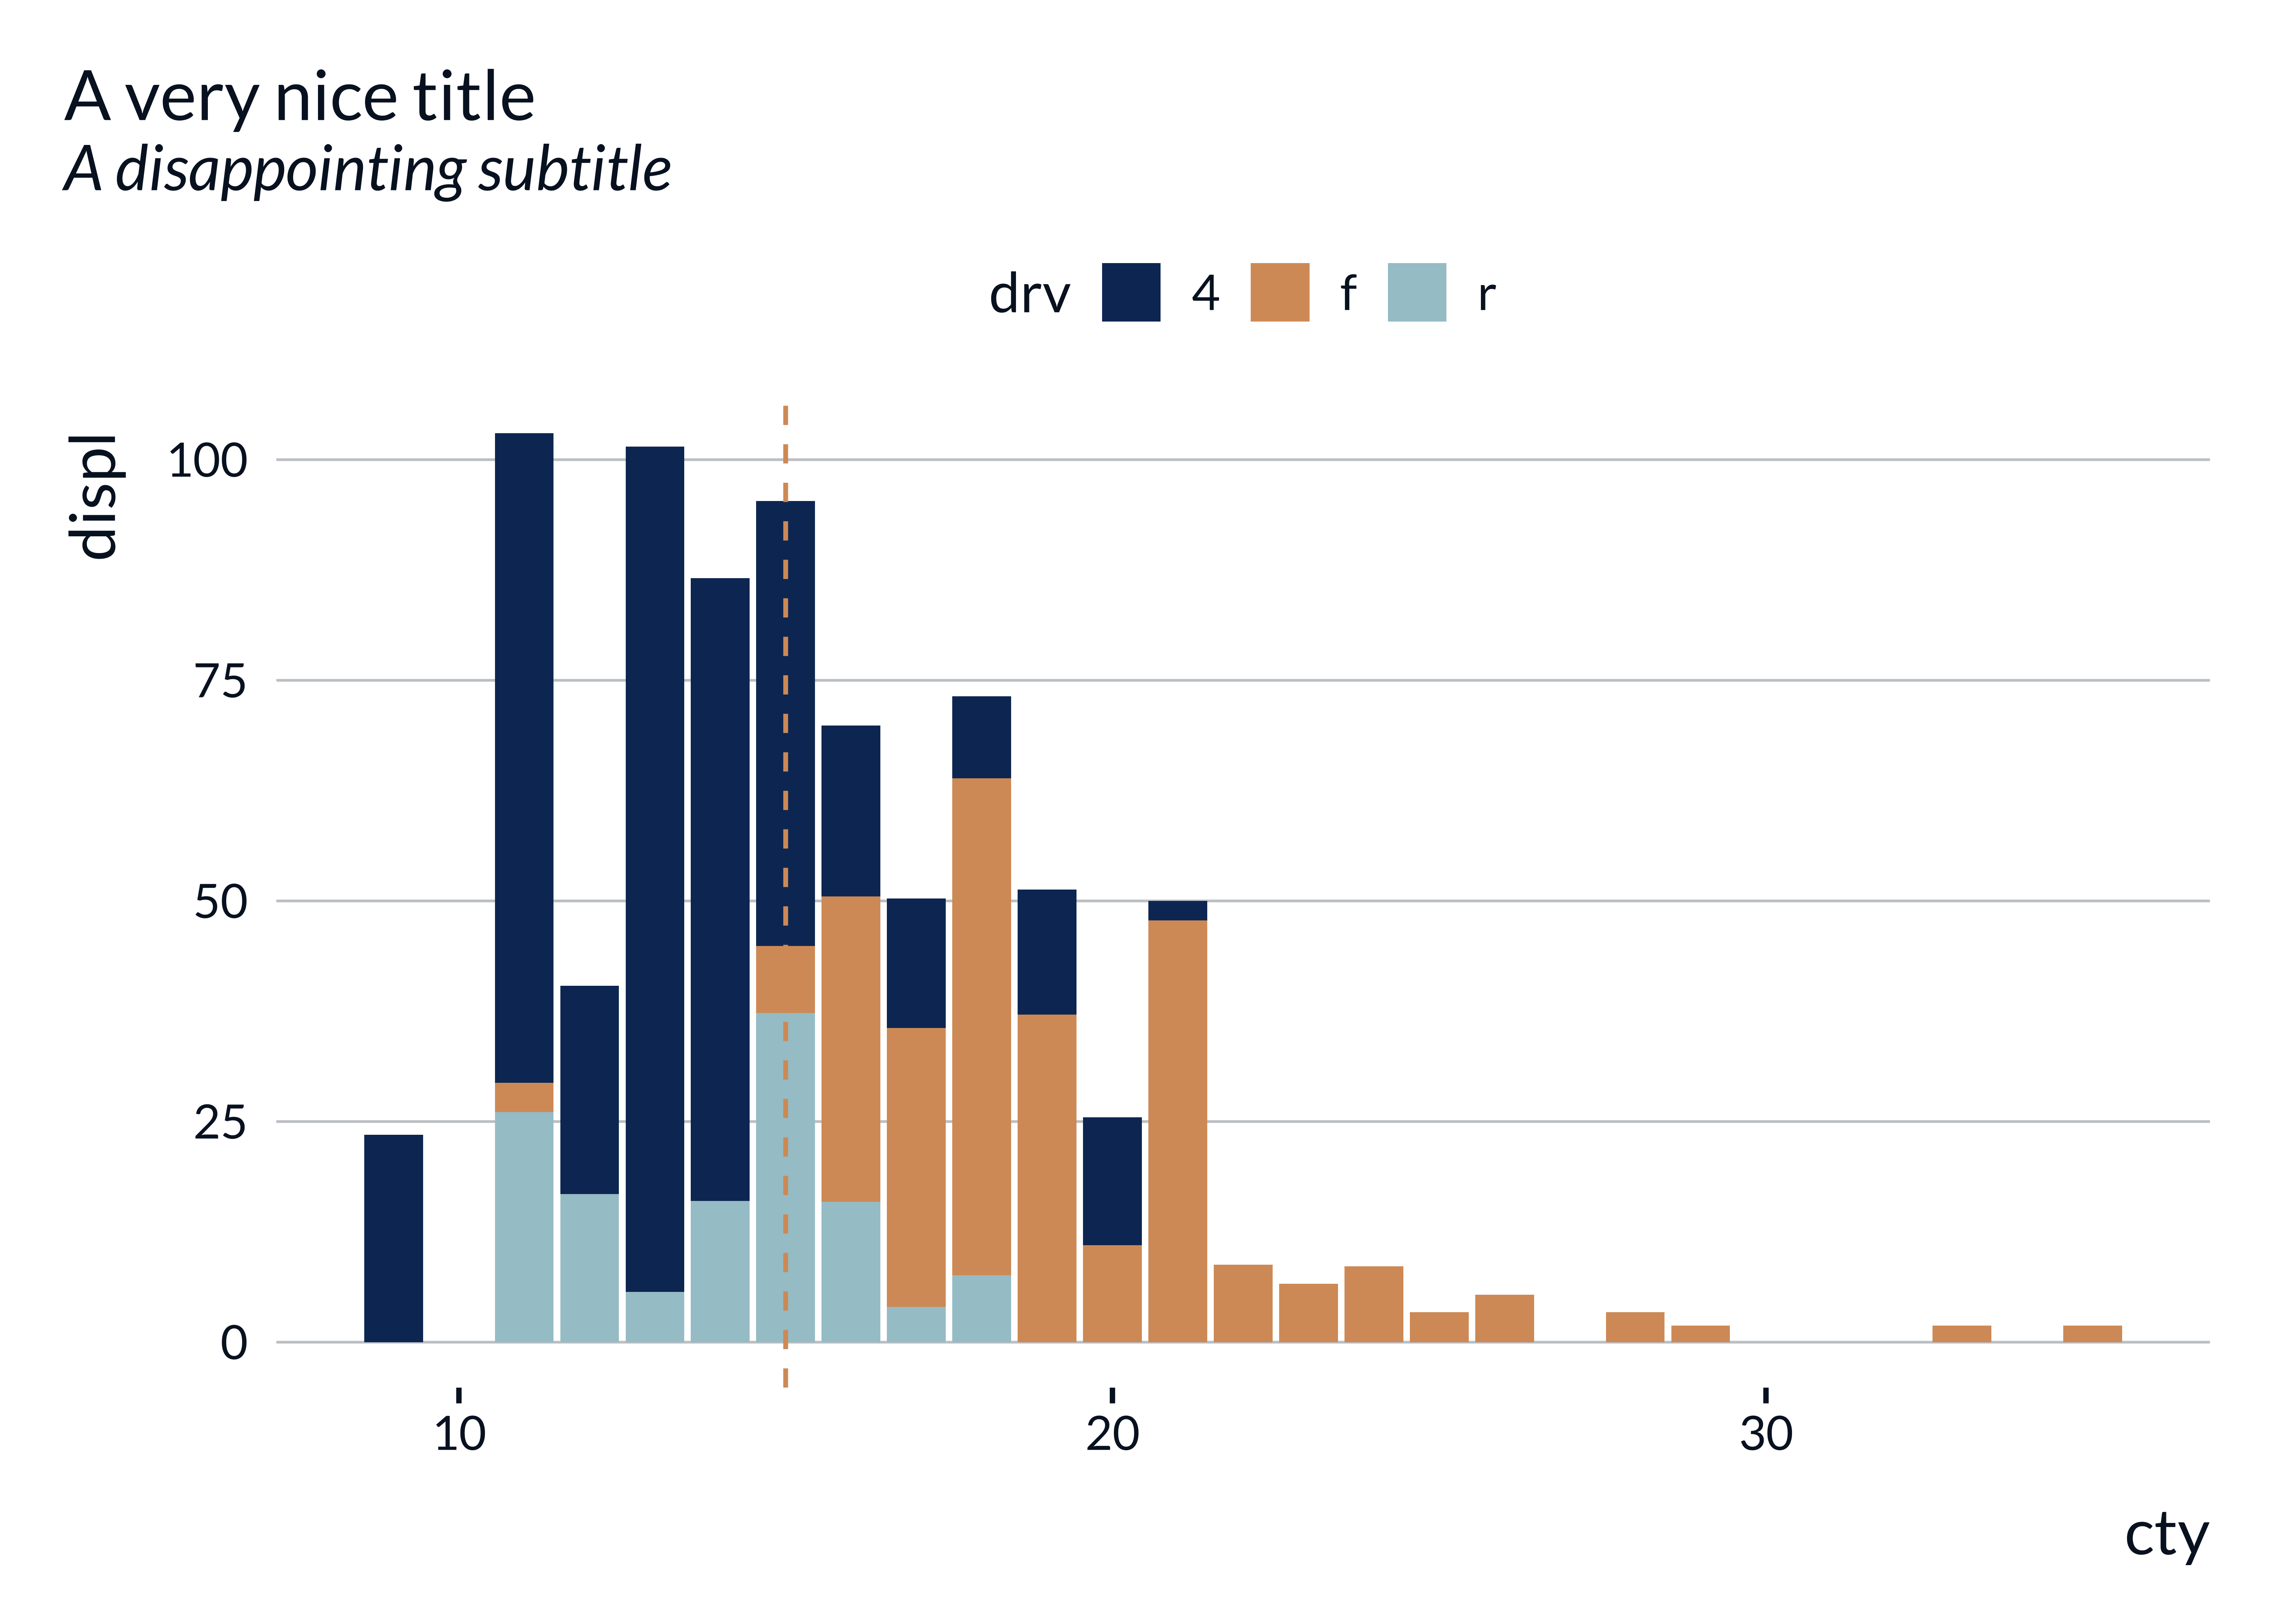 A very nice title
A disappointing subtitle
drv 4 f r
displ
100
75
50
25
0
10 20 30
cty